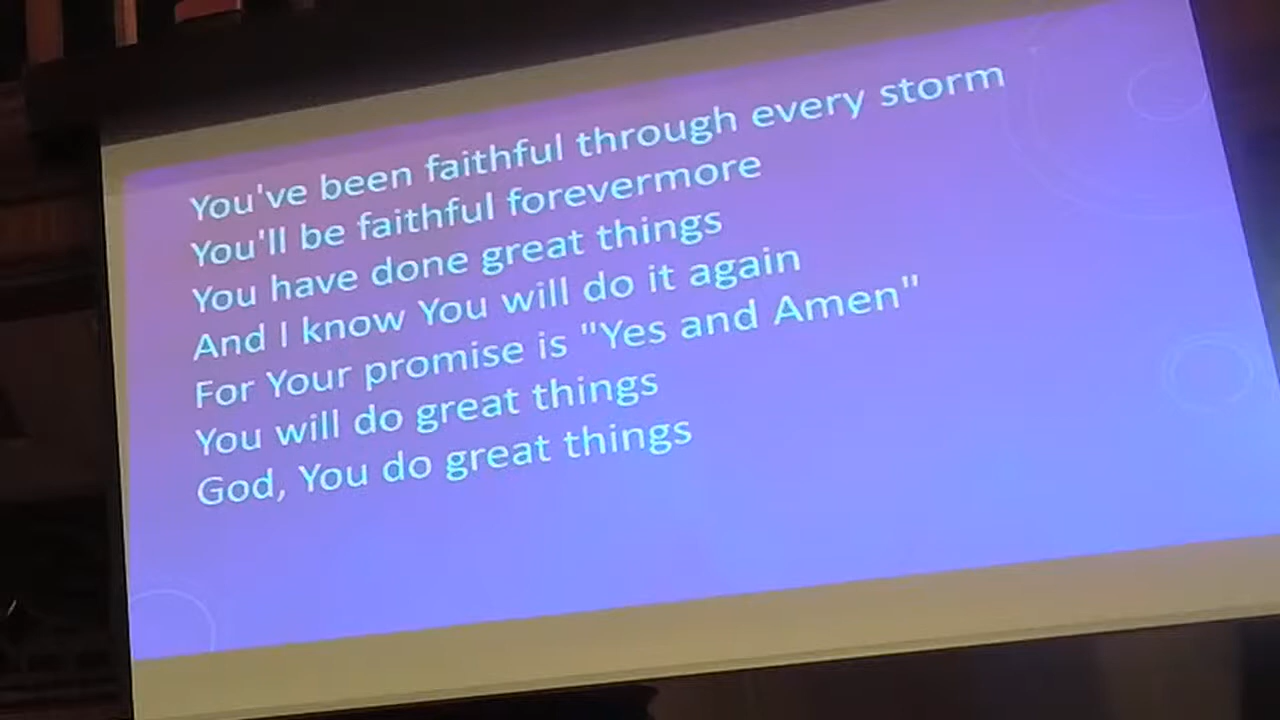 You've been faithful through every storm
You'll be faithful forevermore
You have done great things
And I know You will do it again
For Your promise is "Yes and Amen"
You will do great things
God, You do great things